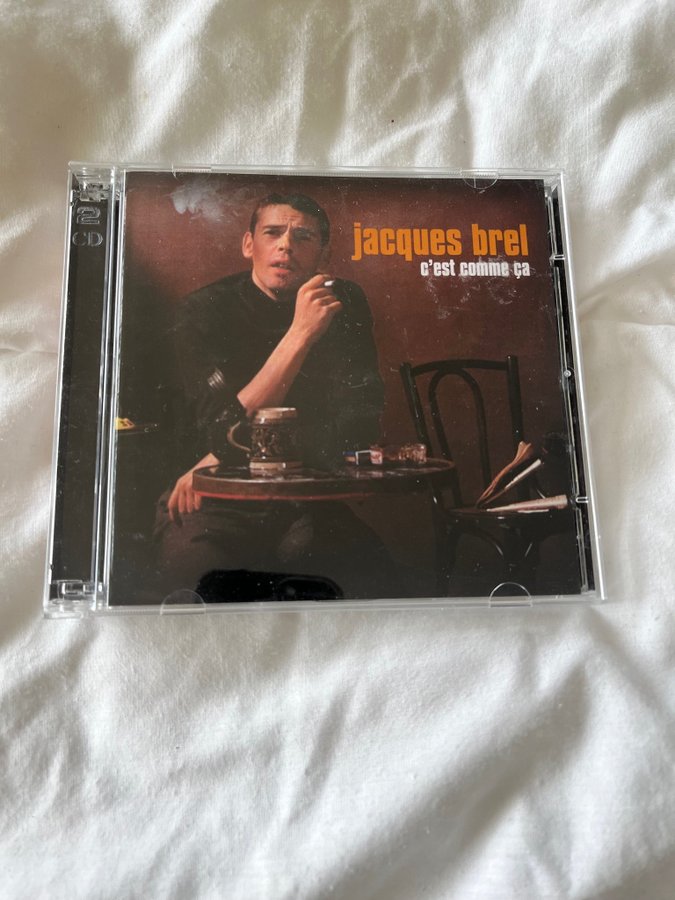 2
CD
jacques brel
c'est comme ça